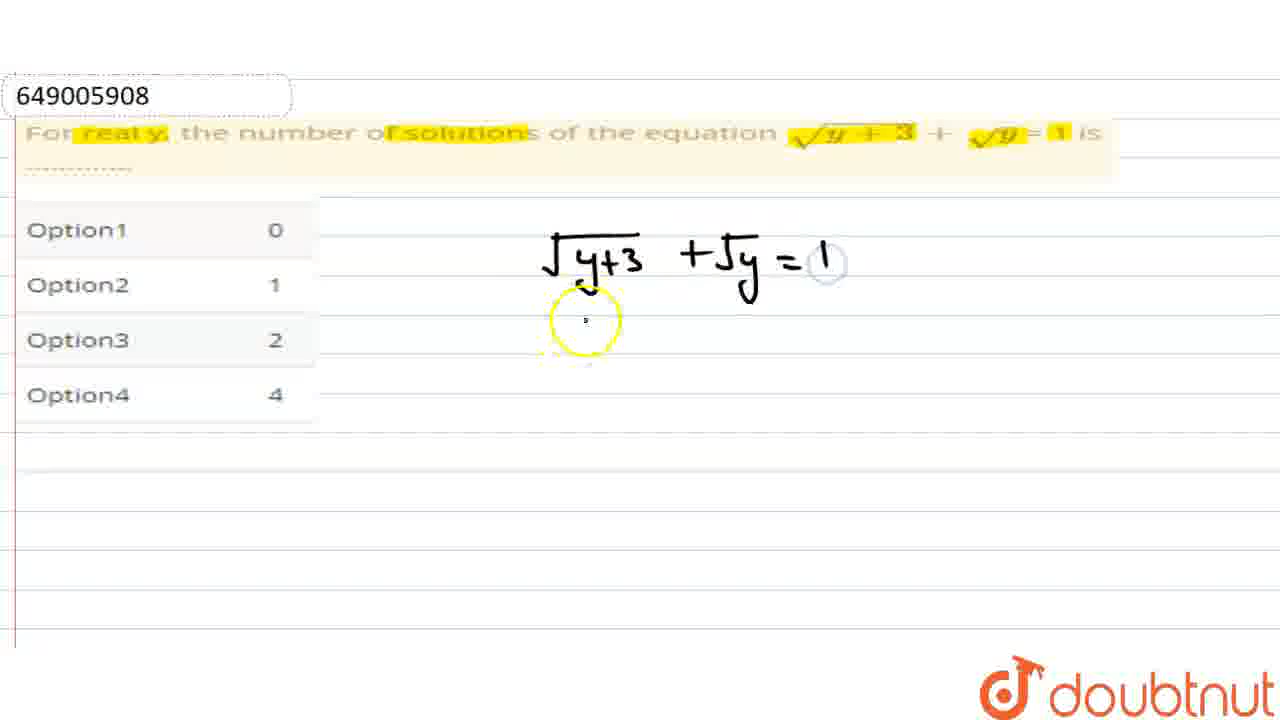 649005908
For real y, the number of solutions of the equation √y + 3 + √y = 1 is
............
Option1 0
√y+3 + √y = 1
Option2 1
Option3 2
Option4 4
doubtnut